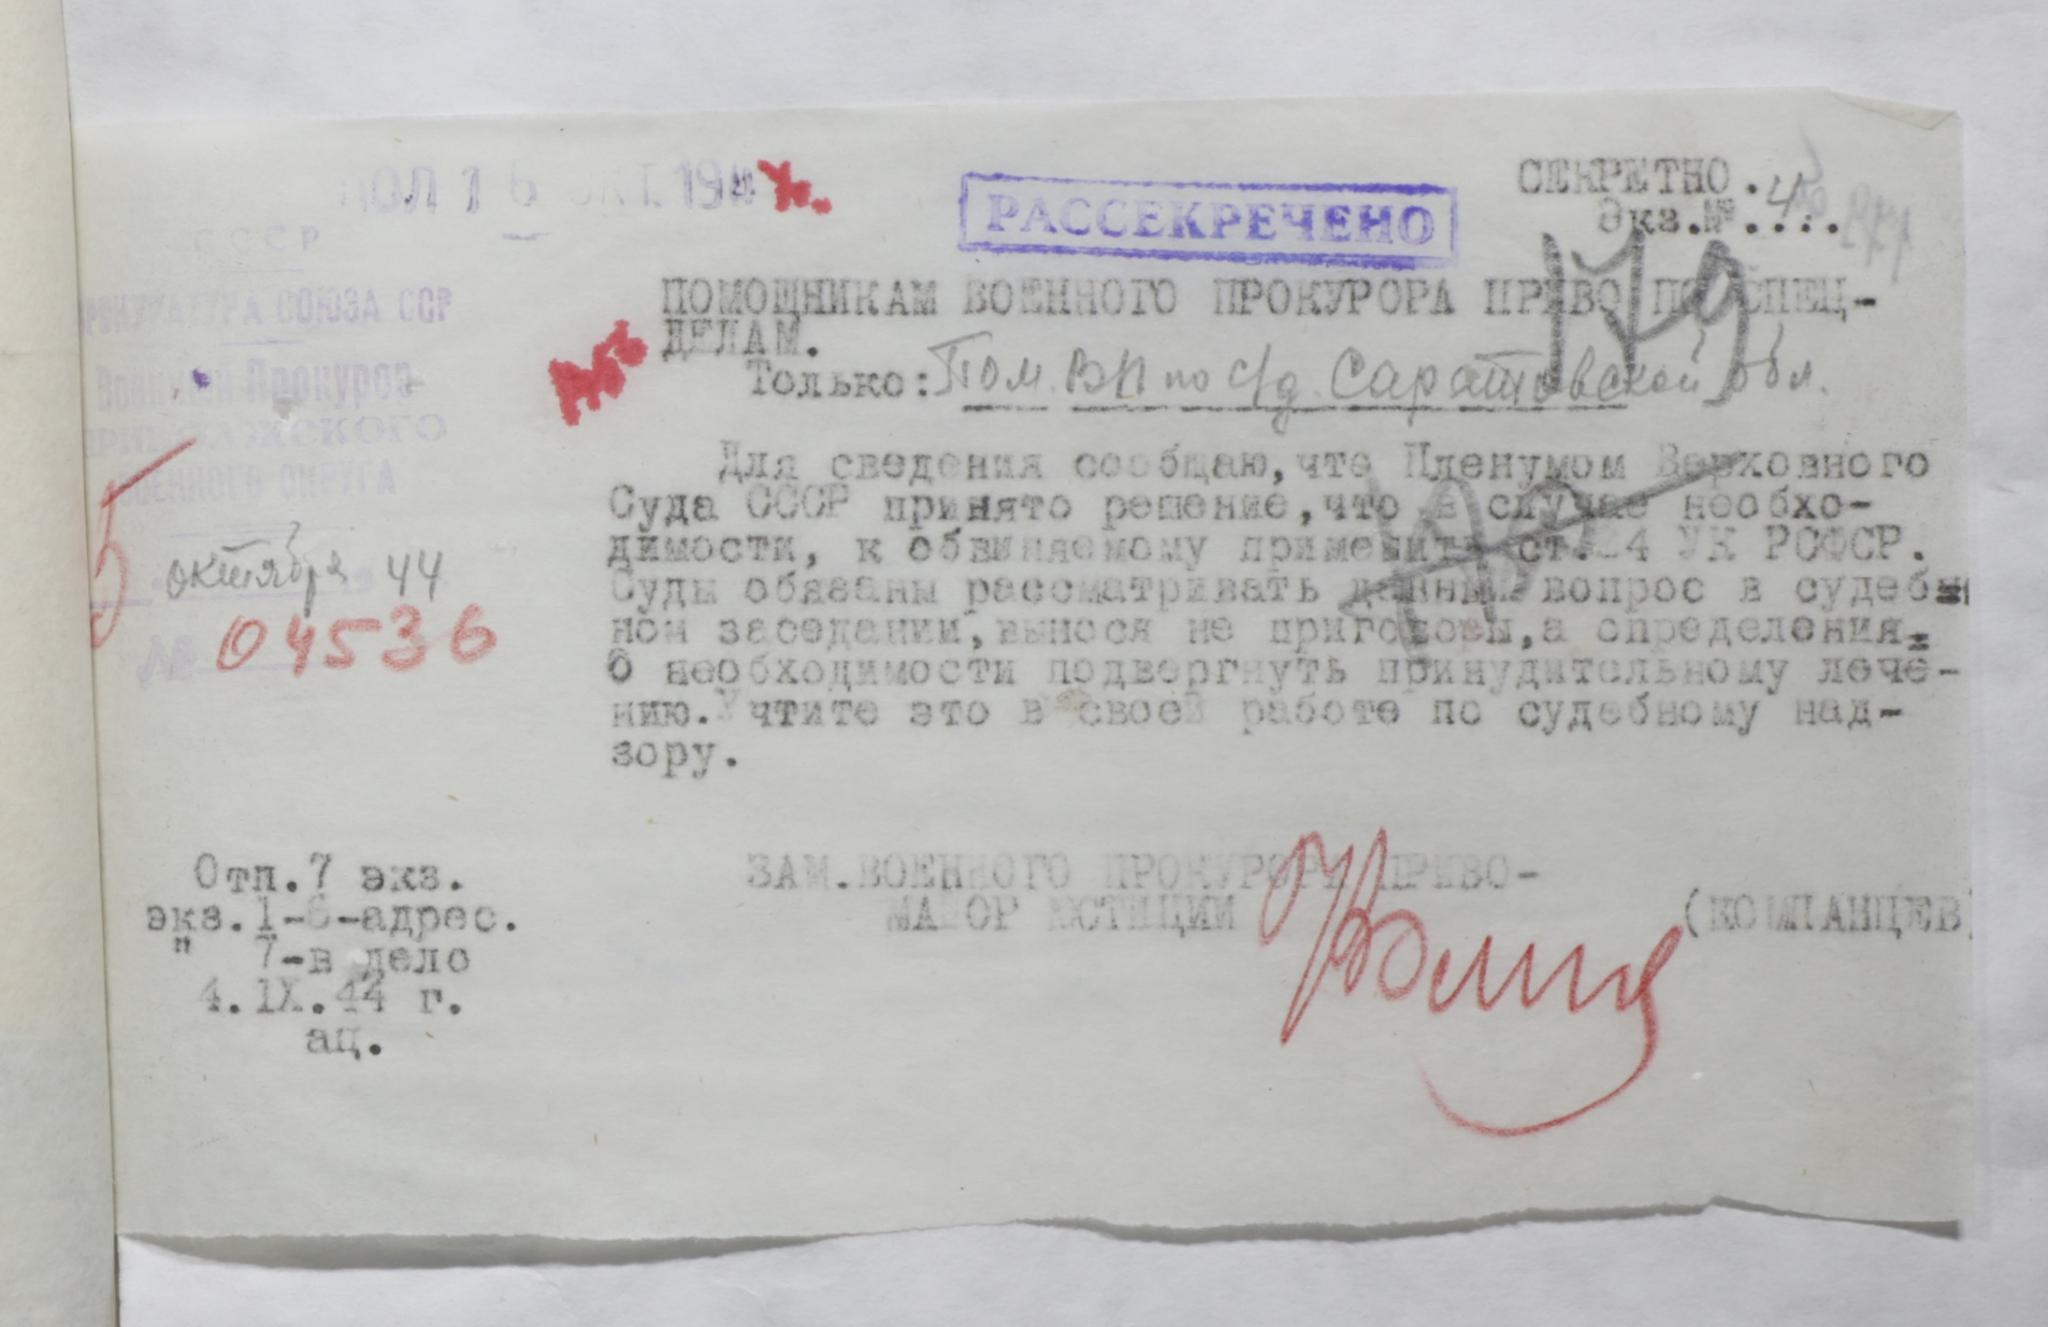 ПОЛ 1 6 ОКТ. 19
РАССЕКРЕЧЕНО
СЕКРЕТНО.
Экз.№ 4
179
СССР
ПРОКУРАТУРА СОЮЗА ССР
Военный Прокурор
ПРИВОЛЖСКОГО
ВОЕННОГО ОКРУГА
5 октября 44
№ 04536
ПОМОЩНИКАМ ВОЕННОГО ПРОКУРОРА ПРИВО ПО СПЕЦ-
ДЕЛАМ.
Только: Пом. ВП по с/д. Саратовской обл.
Для сведения сообщаю, что Пленумом Верховного
Суда СССР принято решение, что в случае необхо-
димости, к обвиняемому применить ст. 24 УК РСФСР.
Суды обязаны рассматривать данный вопрос в судеб
ном заседании, вынося не приговоры, а определения.
О необходимости подвергнуть принудительному лече-
нию. Учтите это в своей работе по судебному над-
зору.
ЗАМ.ВОЕННОГО ПРОКУРОРА ПРИВО-
МАЙОР ЮСТИЦИИ (КОМПАНЦЕВ)
Отп.7 экз.
экз.1-6-адрес.
" 7-в дело
4.IX.44 г.
ац.